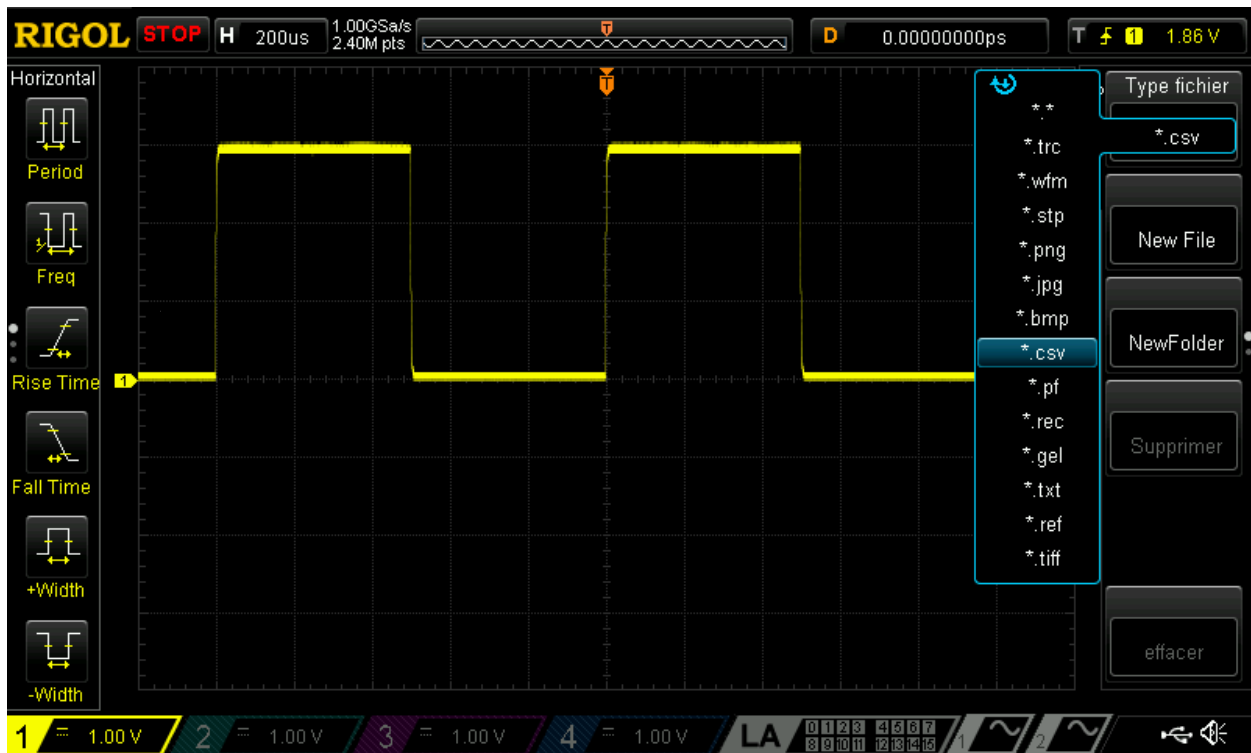 RIGOL STOP H 200us 1.00GSa/s
2.40M pts
T
D 0.00000000ps T 1 1.86 V
Horizontal
Period
Freq
Rise Time
Fall Time
+Width
-Width
T
1
*.*
*.trc
*.wfm
*.stp
*.png
*.jpg
*.bmp
*.csv
*.pf
*.rec
*.gel
*.txt
*.ref
*.tiff
Type fichier
*.csv
New File
NewFolder
Supprimer
effacer
1 1.00 V 2 1.00 V 3 1.00 V 4 1.00 V LA 0 1 2 3 4 5 6 7
8 9 10 11 12 13 14 15
1 2